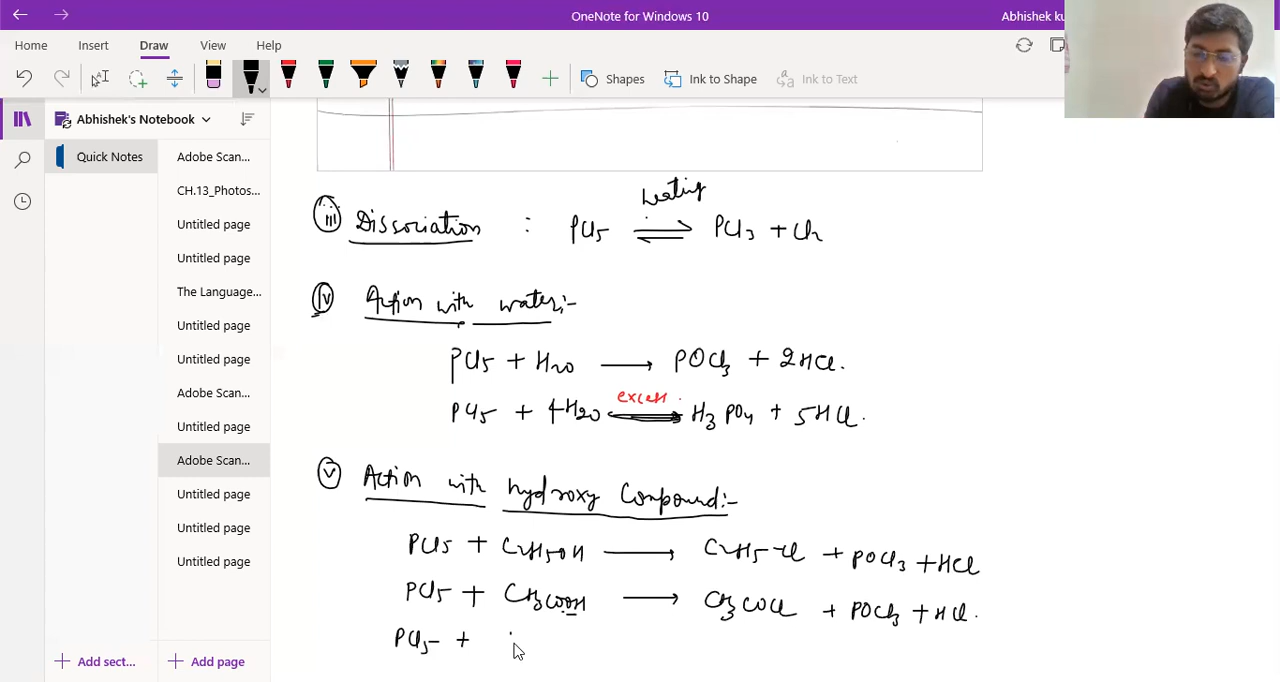 OneNote for Windows 10
Abhishek ku
Home Insert Draw View Help
Shapes Ink to Shape Ink to Text
Abhishek's Notebook
Quick Notes
Adobe Scan...
CH.13_Photos...
Untitled page
Untitled page
The Language...
Untitled page
Untitled page
Adobe Scan...
Untitled page
Adobe Scan...
Untitled page
Untitled page
Untitled page
Add sect... Add page
heating
(iii) Dissociation : PCl5 ⇌ PCl3 + Cl2
(iv) Action with water:-
PCl5 + H2O ⟶ POCl3 + 2HCl.
excess
PCl5 + 4H2O ⟶ H3PO4 + 5HCl.
(v) Action with hydroxy Compound:-
PCl5 + C2H5OH ⟶ C2H5-Cl + POCl3 + HCl
PCl5 + CH3COOH ⟶ CH3COCl + POCl3 + HCl.
PCl5 +